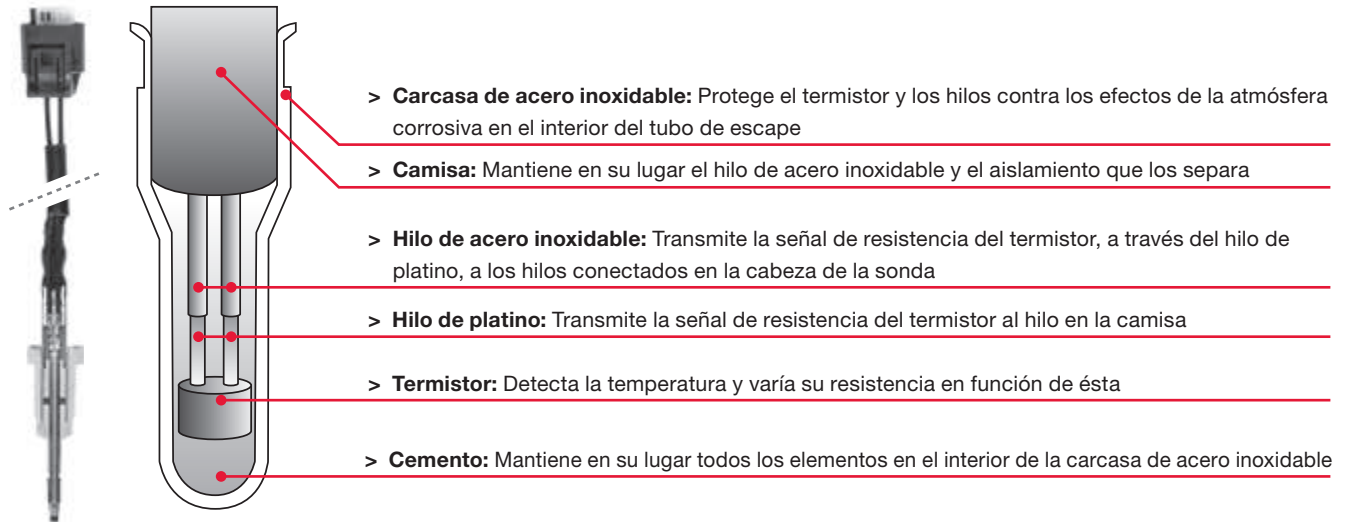 > Carcasa de acero inoxidable: Protege el termistor y los hilos contra los efectos de la atmósfera
corrosiva en el interior del tubo de escape
> Camisa: Mantiene en su lugar el hilo de acero inoxidable y el aislamiento que los separa
> Hilo de acero inoxidable: Transmite la señal de resistencia del termistor, a través del hilo de
platino, a los hilos conectados en la cabeza de la sonda
> Hilo de platino: Transmite la señal de resistencia del termistor al hilo en la camisa
> Termistor: Detecta la temperatura y varía su resistencia en función de ésta
> Cemento: Mantiene en su lugar todos los elementos en el interior de la carcasa de acero inoxidable